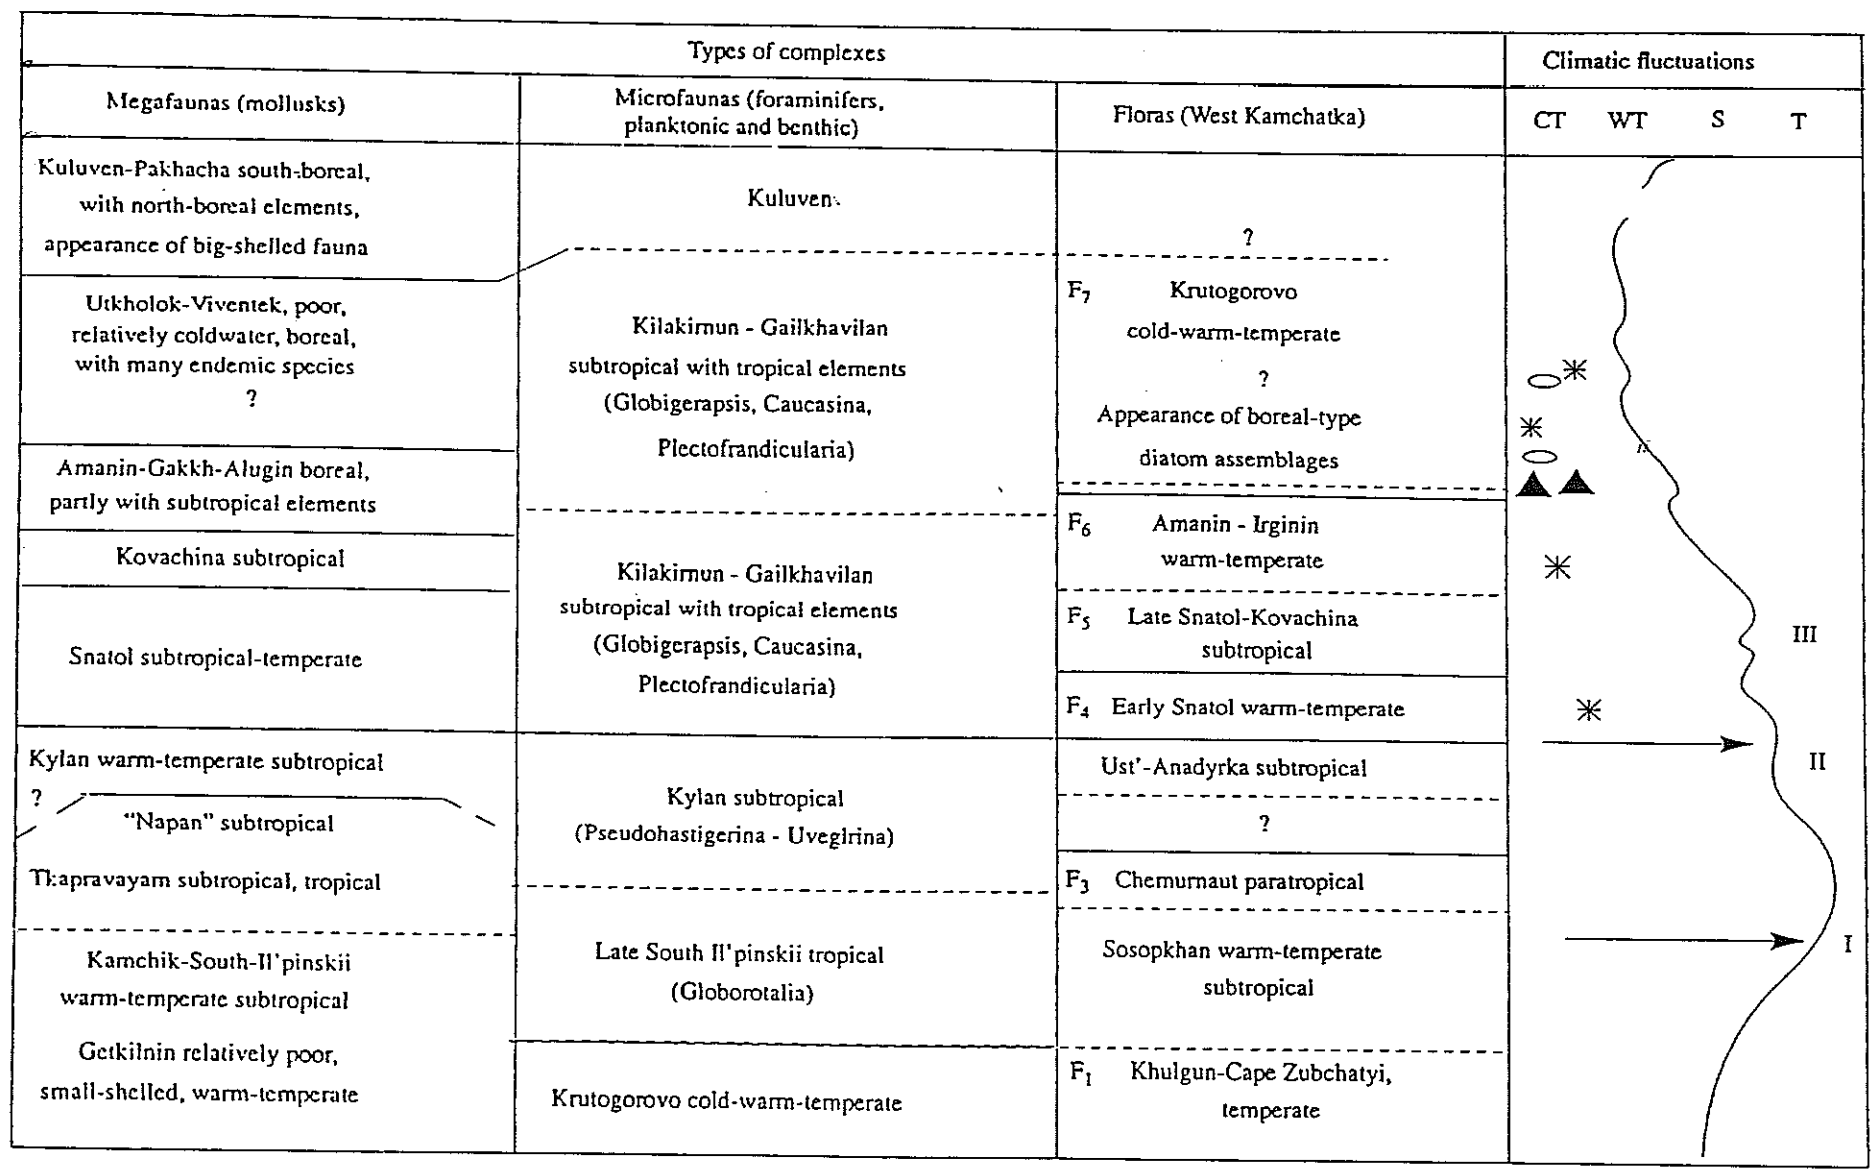 Types of complexes
Climatic fluctuations
Megafaunas (mollusks)
Microfaunas (foraminifers,
planktonic and benthic)
Floras (West Kamchatka)
CT WT S T
Kuluven-Pakhacha south-boreal,
with north-boreal elements,
appearance of big-shelled fauna
Utkholok-Viventek, poor,
relatively coldwater, boreal,
with many endemic species
?
Amanin-Gakkh-Alugin boreal,
partly with subtropical elements
Kovachina subtropical
Snatol subtropical-temperate
Kylan warm-temperate subtropical
?
"Napan" subtropical
Tkapravayam subtropical, tropical
Kamchik-South-Il'pinskii
warm-temperate subtropical
Getkilnin relatively poor,
small-shelled, warm-temperate
Kuluven
Kilakirnun - Gailkhavilan
subtropical with tropical elements
(Globigerapsis, Caucasina,
Plectofrandicularia)
Kilakirnun - Gailkhavilan
subtropical with tropical elements
(Globigerapsis, Caucasina,
Plectofrandicularia)
Kylan subtropical
(Pseudohastigerina - Uveglrina)
Late South Il'pinskii tropical
(Globorotalia)
Krutogorovo cold-warm-temperate
?
F7 Krutogorovo
cold-warm-temperate
?
Appearance of boreal-type
diatom assemblages
F6 Amanin - Irginin
warm-temperate
F5 Late Snatol-Kovachina
subtropical
F4 Early Snatol warm-temperate
Ust'-Anadyrka subtropical
?
F3 Chemurnaut paratropical
Sosopkhan warm-temperate
subtropical
F1 Khulgun-Cape Zubchatyi,
temperate
III
II
I